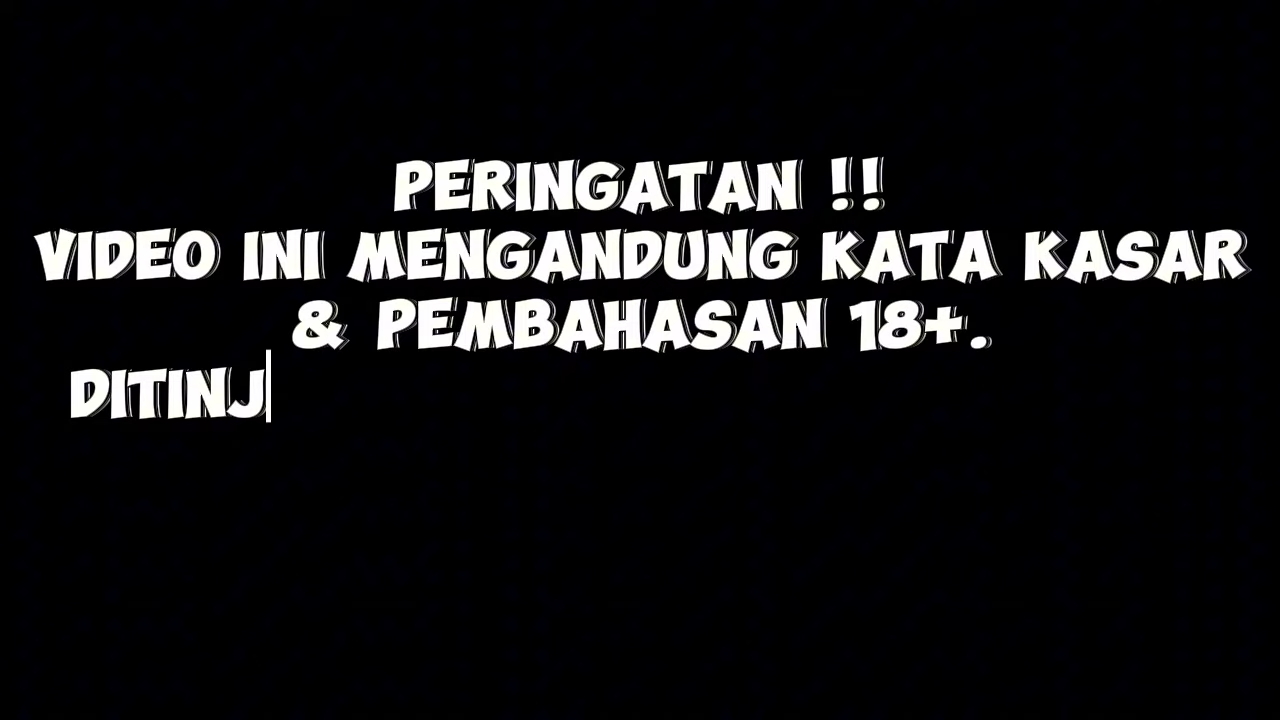 PERINGATAN !!
VIDEO INI MENGANDUNG KATA KASAR
& PEMBAHASAN 18+.
DITINJ